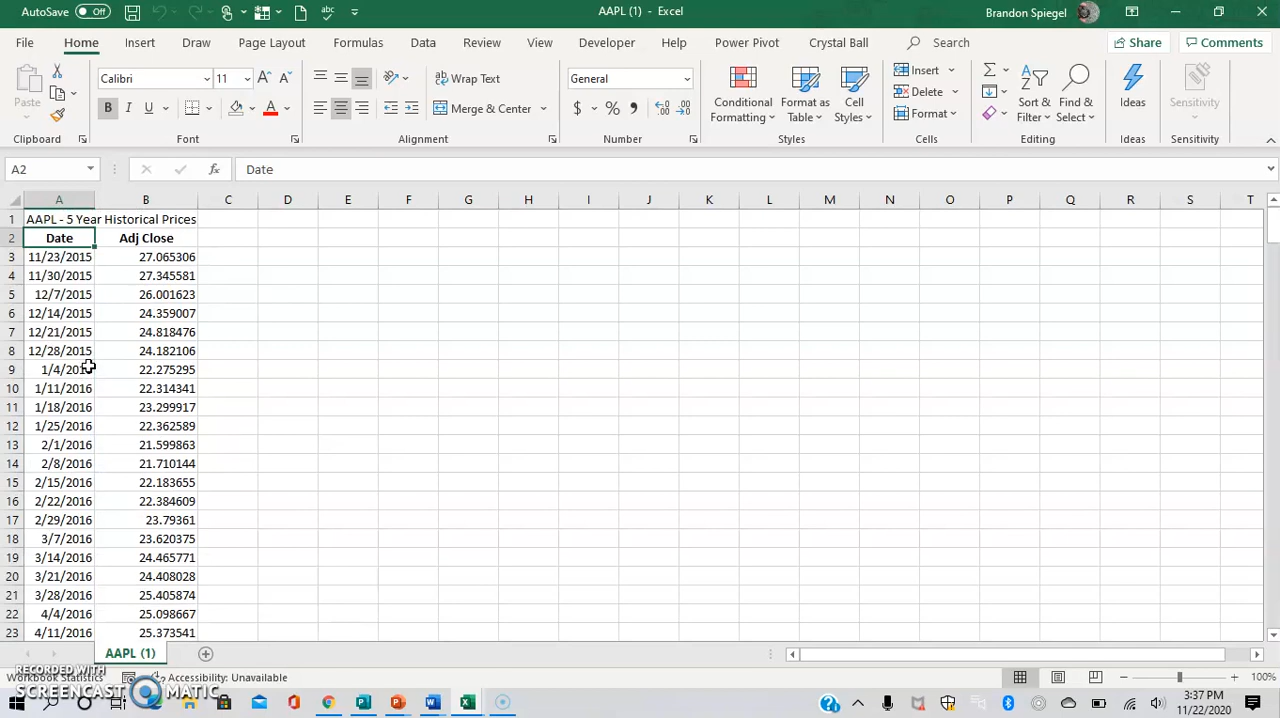 AutoSave Off
AAPL (1) - Excel
Brandon Spiegel
File Home Insert Draw Page Layout Formulas Data Review View Developer Help Power Pivot Crystal Ball Search Share Comments
Paste
Calibri 11
B I U
Wrap Text
Merge & Center
General
$ % ,
Conditional Formatting
Format as Table
Cell Styles
Insert
Delete
Format
Sort & Filter
Find & Select
Ideas
Sensitivity
Clipboard Font Alignment Number Styles Cells Editing Ideas Sensitivity
A2 fx Date
A B C D E F G H I J K L M N O P Q R S T
1 AAPL - 5 Year Historical Prices
2 Date Adj Close
3 11/23/2015 27.065306
4 11/30/2015 27.345581
5 12/7/2015 26.001623
6 12/14/2015 24.359007
7 12/21/2015 24.818476
8 12/28/2015 24.182106
9 22.275295
10 1/11/2016 22.314341
11 1/18/2016 23.299917
12 1/25/2016 22.362589
13 2/1/2016 21.599863
14 2/8/2016 21.710144
15 2/15/2016 22.183655
16 2/22/2016 22.384609
17 2/29/2016 23.79361
18 3/7/2016 23.620375
19 3/14/2016 24.465771
20 3/21/2016 24.408028
21 3/28/2016 25.405874
22 4/4/2016 25.098667
23 4/11/2016 25.373541
AAPL (1)
RECORDED WITH
Workbook Statistics Accessibility: Unavailable 100%
SCREENCAST MATIC
3:37 PM
11/22/2020